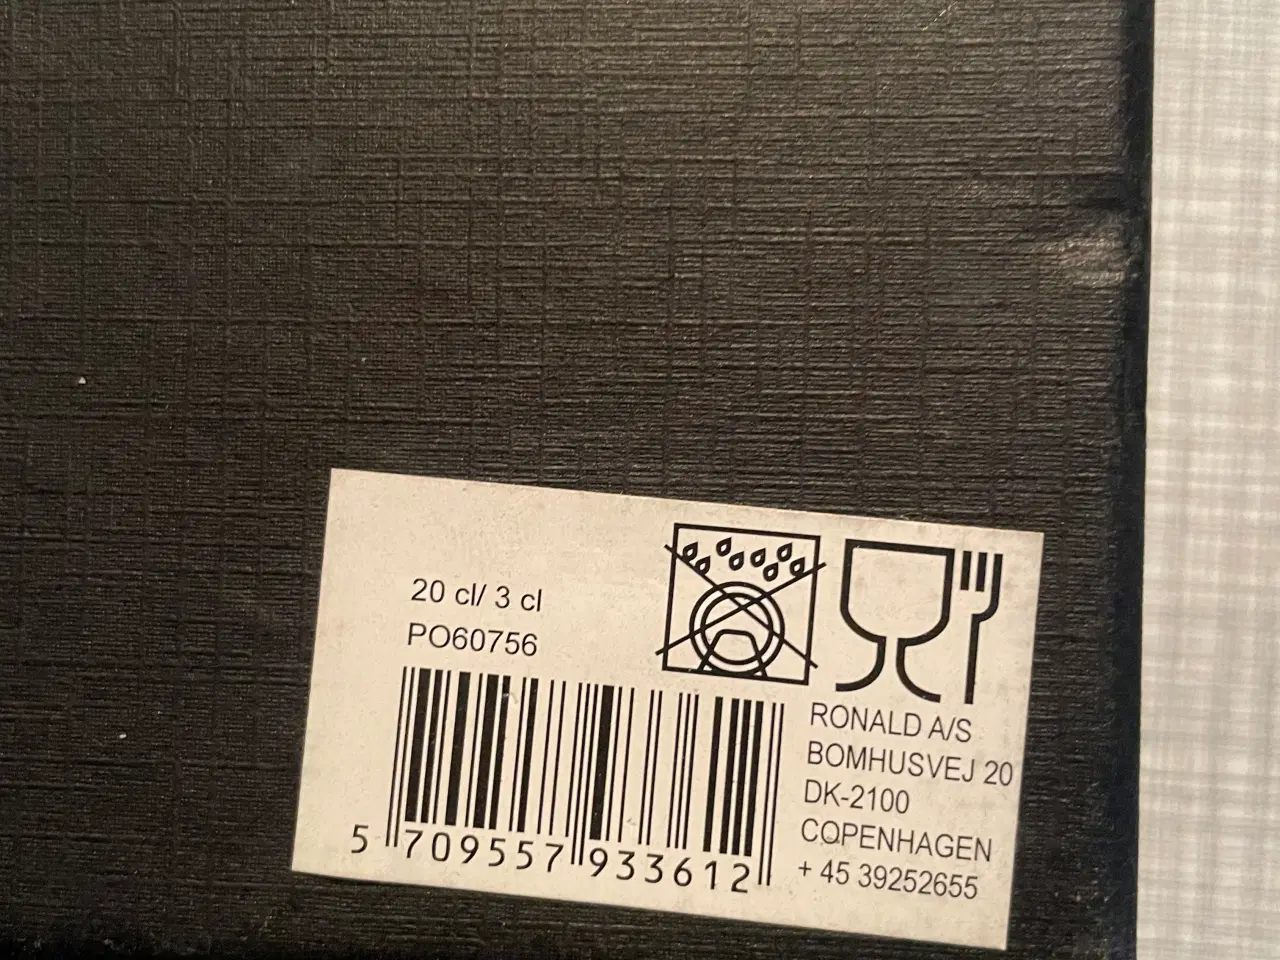 20 cl/ 3 cl
PO60756
5 709557 933612
RONALD A/S
BOMHUSVEJ 20
DK-2100
COPENHAGEN
+ 45 39252655